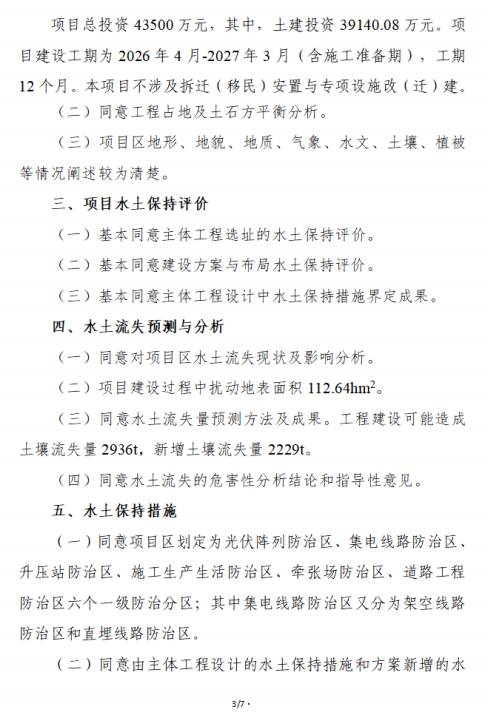 项目总投资 43500 万元，其中，土建投资 39140.08 万元。项
目建设工期为 2026 年 4 月-2027 年 3 月（含施工准备期），工期
12 个月。本项目不涉及拆迁（移民）安置与专项设施改（迁）建。
（二）同意工程占地及土石方平衡分析。
（三）项目区地形、地貌、地质、气象、水文、土壤、植被
等情况阐述较为清楚。
三、项目水土保持评价
（一）基本同意主体工程选址的水土保持评价。
（二）基本同意建设方案与布局水土保持评价。
（三）基本同意主体工程设计中水土保持措施界定成果。
四、水土流失预测与分析
（一）同意对项目区水土流失现状及影响分析。
（二）项目建设过程中扰动地表面积 112.64hm²。
（三）同意水土流失量预测方法及成果。工程建设可能造成
土壤流失量 2936t，新增土壤流失量 2229t。
（四）同意水土流失的危害性分析结论和指导性意见。
五、水土保持措施
（一）同意项目区划定为光伏阵列防治区、集电线路防治区、
升压站防治区、施工生产生活防治区、牵张场防治区、道路工程
防治区六个一级防治分区；其中集电线路防治区又分为架空线路
防治区和直埋线路防治区。
（二）同意由主体工程设计的水土保持措施和方案新增的水
3/7